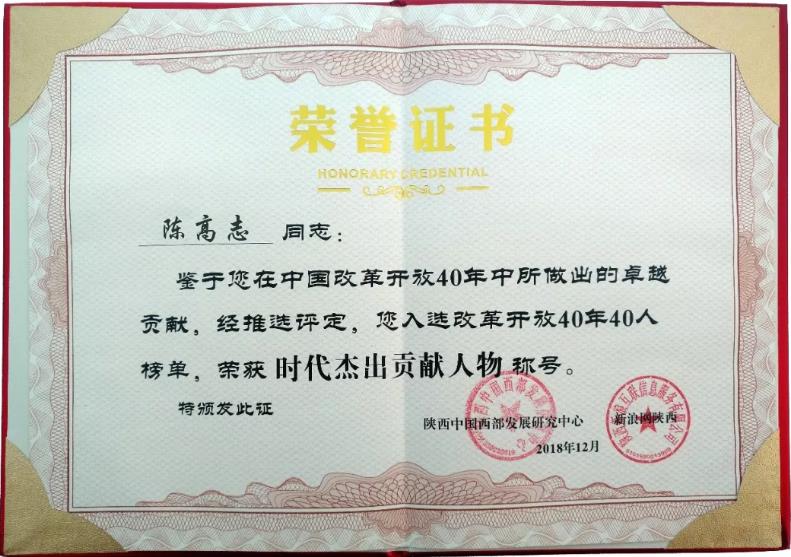 荣誉证书
HONORARY CREDENTIAL
陈高志 同志：
鉴于您在中国改革开放40年中所做出的卓越
贡献，经推选评定，您入选改革开放40年40人
榜单，荣获 时代杰出贡献人物 称号。
特颁发此证
陕西中国西部发展研究中心 新浪网陕西
2018年12月